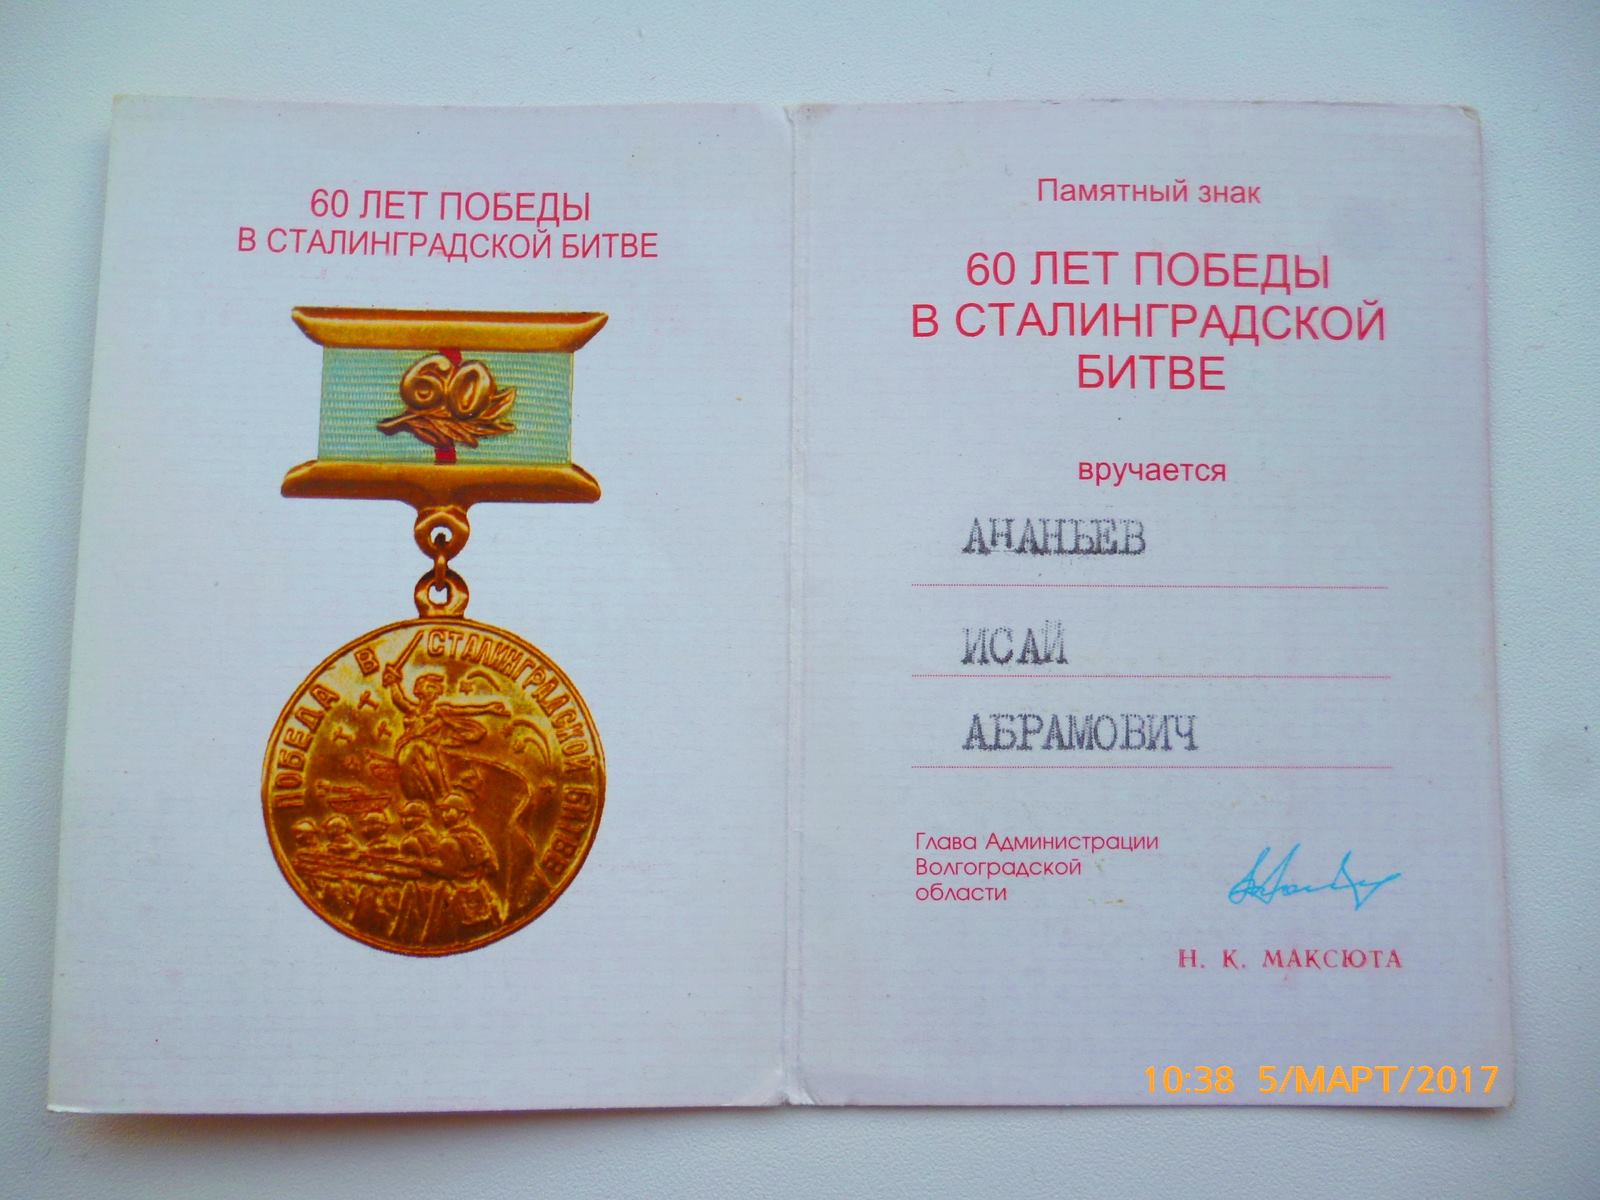 60 ЛЕТ ПОБЕДЫ
В СТАЛИНГРАДСКОЙ БИТВЕ
60
ПОБЕДА В СТАЛИНГРАДСКОЙ БИТВЕ
Памятный знак
60 ЛЕТ ПОБЕДЫ
В СТАЛИНГРАДСКОЙ
БИТВЕ
вручается
АНАНЬЕВ
ИСАЙ
АБРАМОВИЧ
Глава Администрации
Волгоградской
области
Н. К. МАКСЮТА
10:38 5/МАРТ/2017